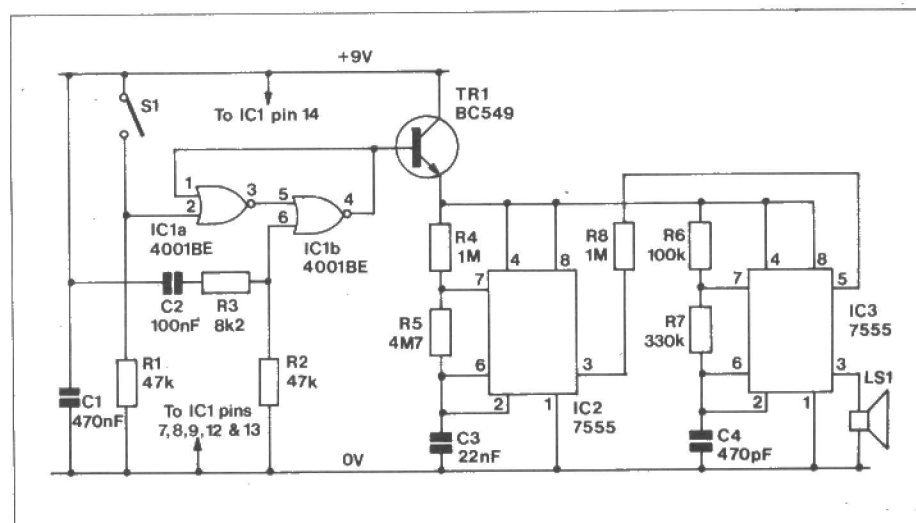 +9V
S1
To IC1 pin 14
TR1
BC549
1
2
3
5
6
4
IC1a
4001BE
IC1b
4001BE
C2
100nF
R3
8k2
R1
47k
R2
47k
C1
470nF
To IC1 pins
7,8,9,12 & 13
0V
R4
1M
R5
4M7
C3
22nF
7
6
2
4
8
3
1
IC2
7555
R8
1M
R6
100k
R7
330k
C4
470pF
7
6
2
4
8
5
3
1
IC3
7555
LS1